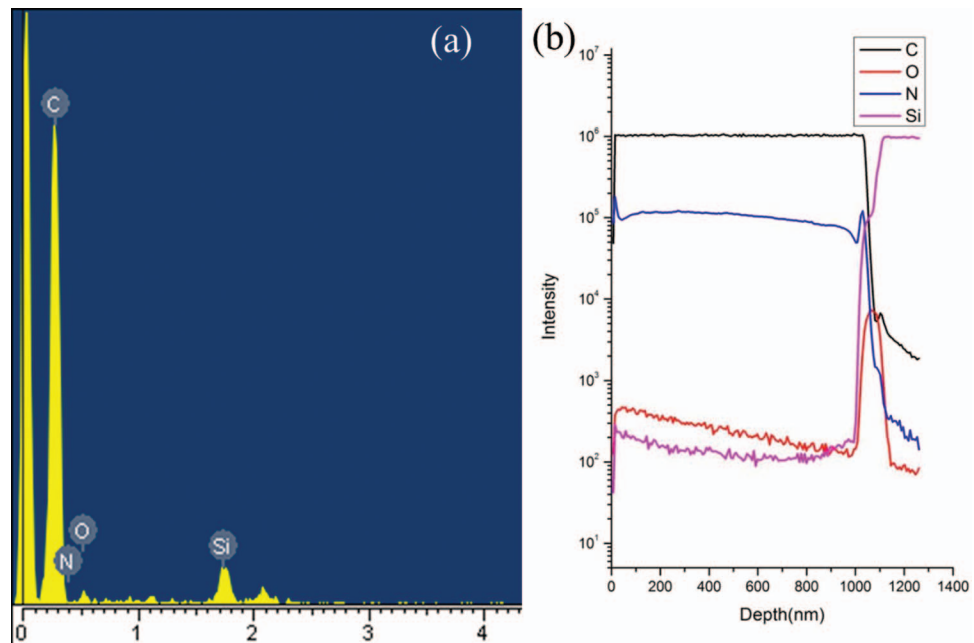 (a)
C
O
N
Si
0 1 2 3 4
(b)
C
O
N
Si
Intensity
10⁷
10⁶
10⁵
10⁴
10³
10²
10¹
0 200 400 600 800 1000 1200 1400
Depth(nm)